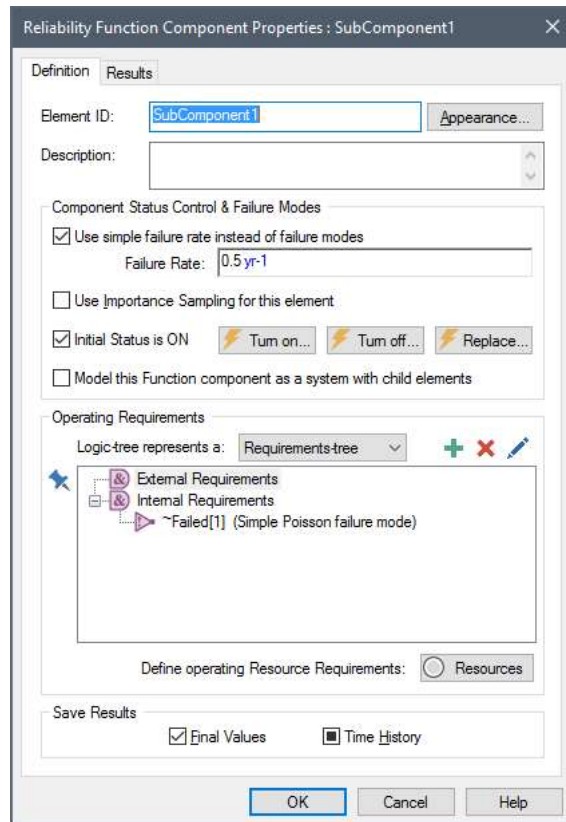 Reliability Function Component Properties : SubComponent1
Definition Results
Element ID: SubComponent1 Appearance...
Description:
Component Status Control & Failure Modes
Use simple failure rate instead of failure modes
Failure Rate: 0.5 yr-1
Use Importance Sampling for this element
Initial Status is ON Turn on... Turn off... Replace...
Model this Function component as a system with child elements
Operating Requirements
Logic-tree represents a: Requirements-tree
& External Requirements
& Internal Requirements
~Failed[1] (Simple Poisson failure mode)
Define operating Resource Requirements: Resources
Save Results
Final Values Time History
OK Cancel Help